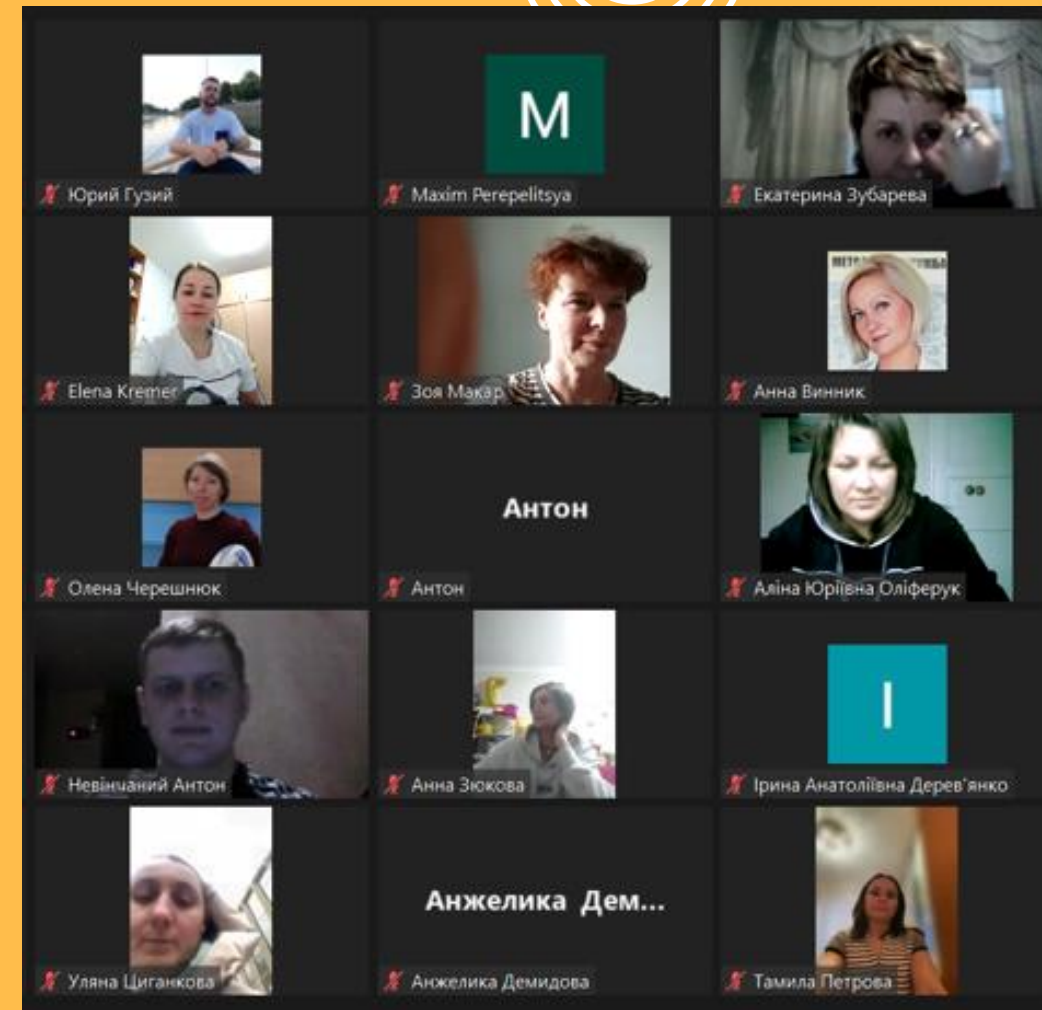 M
Юрий Гузий
Maxim Perepelitsya
Екатерина Зубарева
Elena Kremer
Зоя Макар
Анна Винник
Антон
Олена Черешнюк
Антон
Аліна Юріївна Оліферук
І
Невінчаний Антон
Анна Зюкова
Ірина Анатоліївна Дерев'янко
Анжелика Дем...
Уляна Циганкова
Анжелика Демидова
Тамила Петрова